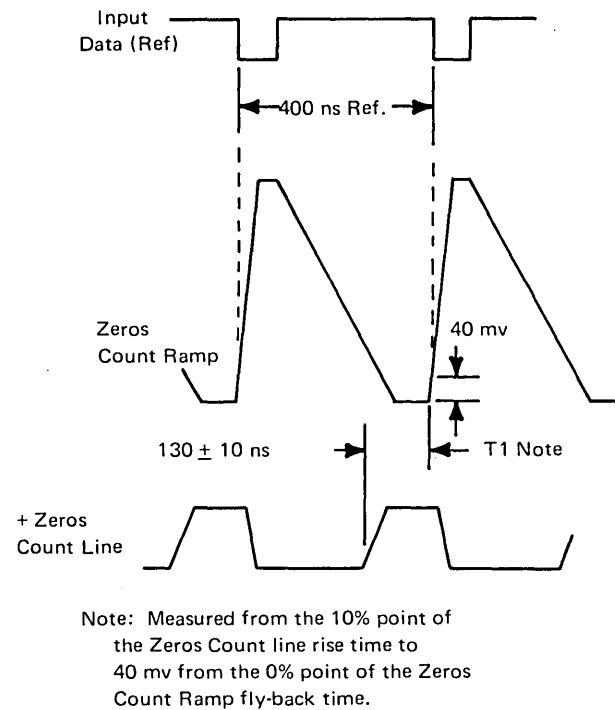 Input
Data (Ref)
400 ns Ref.
Zeros
Count Ramp
40 mv
130 ± 10 ns
T1 Note
+ Zeros
Count Line
Note: Measured from the 10% point of
the Zeros Count line rise time to
40 mv from the 0% point of the Zeros
Count Ramp fly-back time.